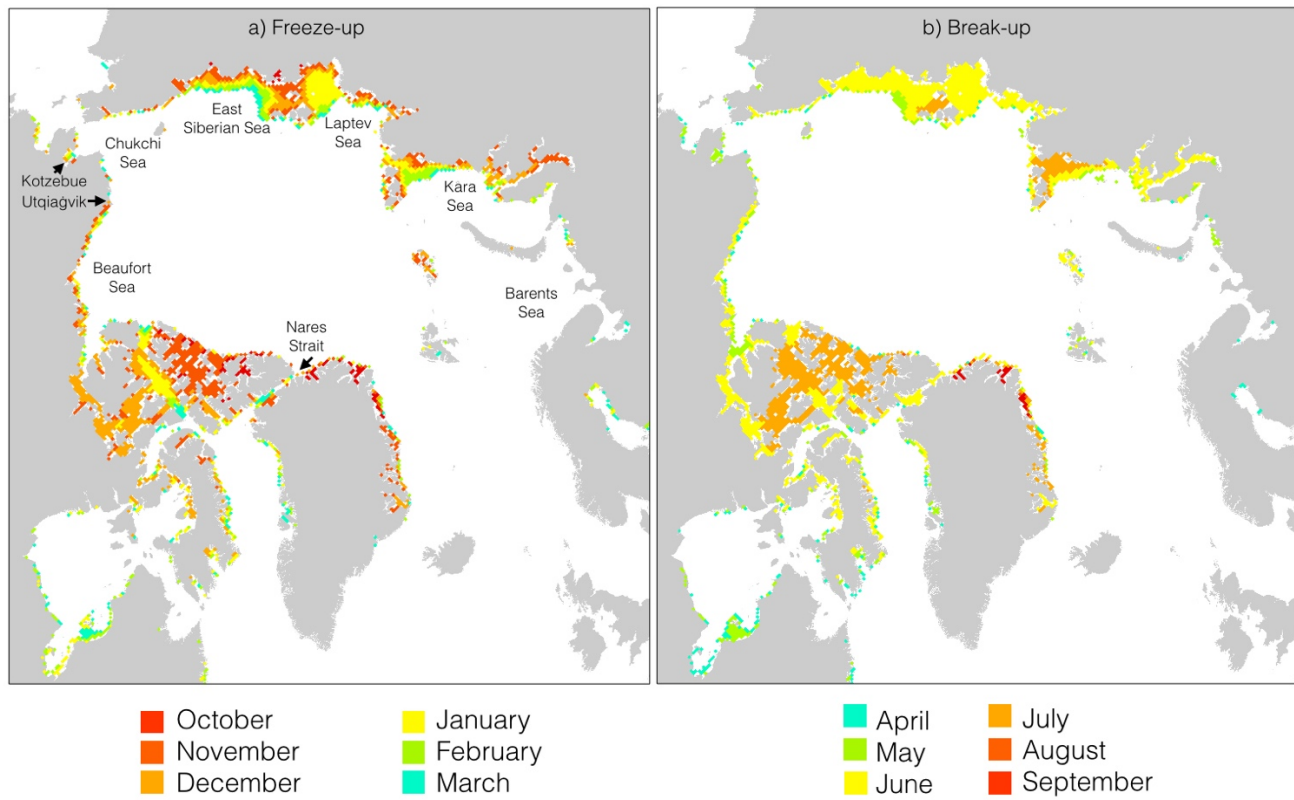 a) Freeze-up
East
Siberian Sea
Laptev
Sea
Chukchi
Sea
Kotzebue
Utqiaġvik
Kara
Sea
Beaufort
Sea
Barents
Sea
Nares
Strait
October
November
December
January
February
March
b) Break-up
April
May
June
July
August
September